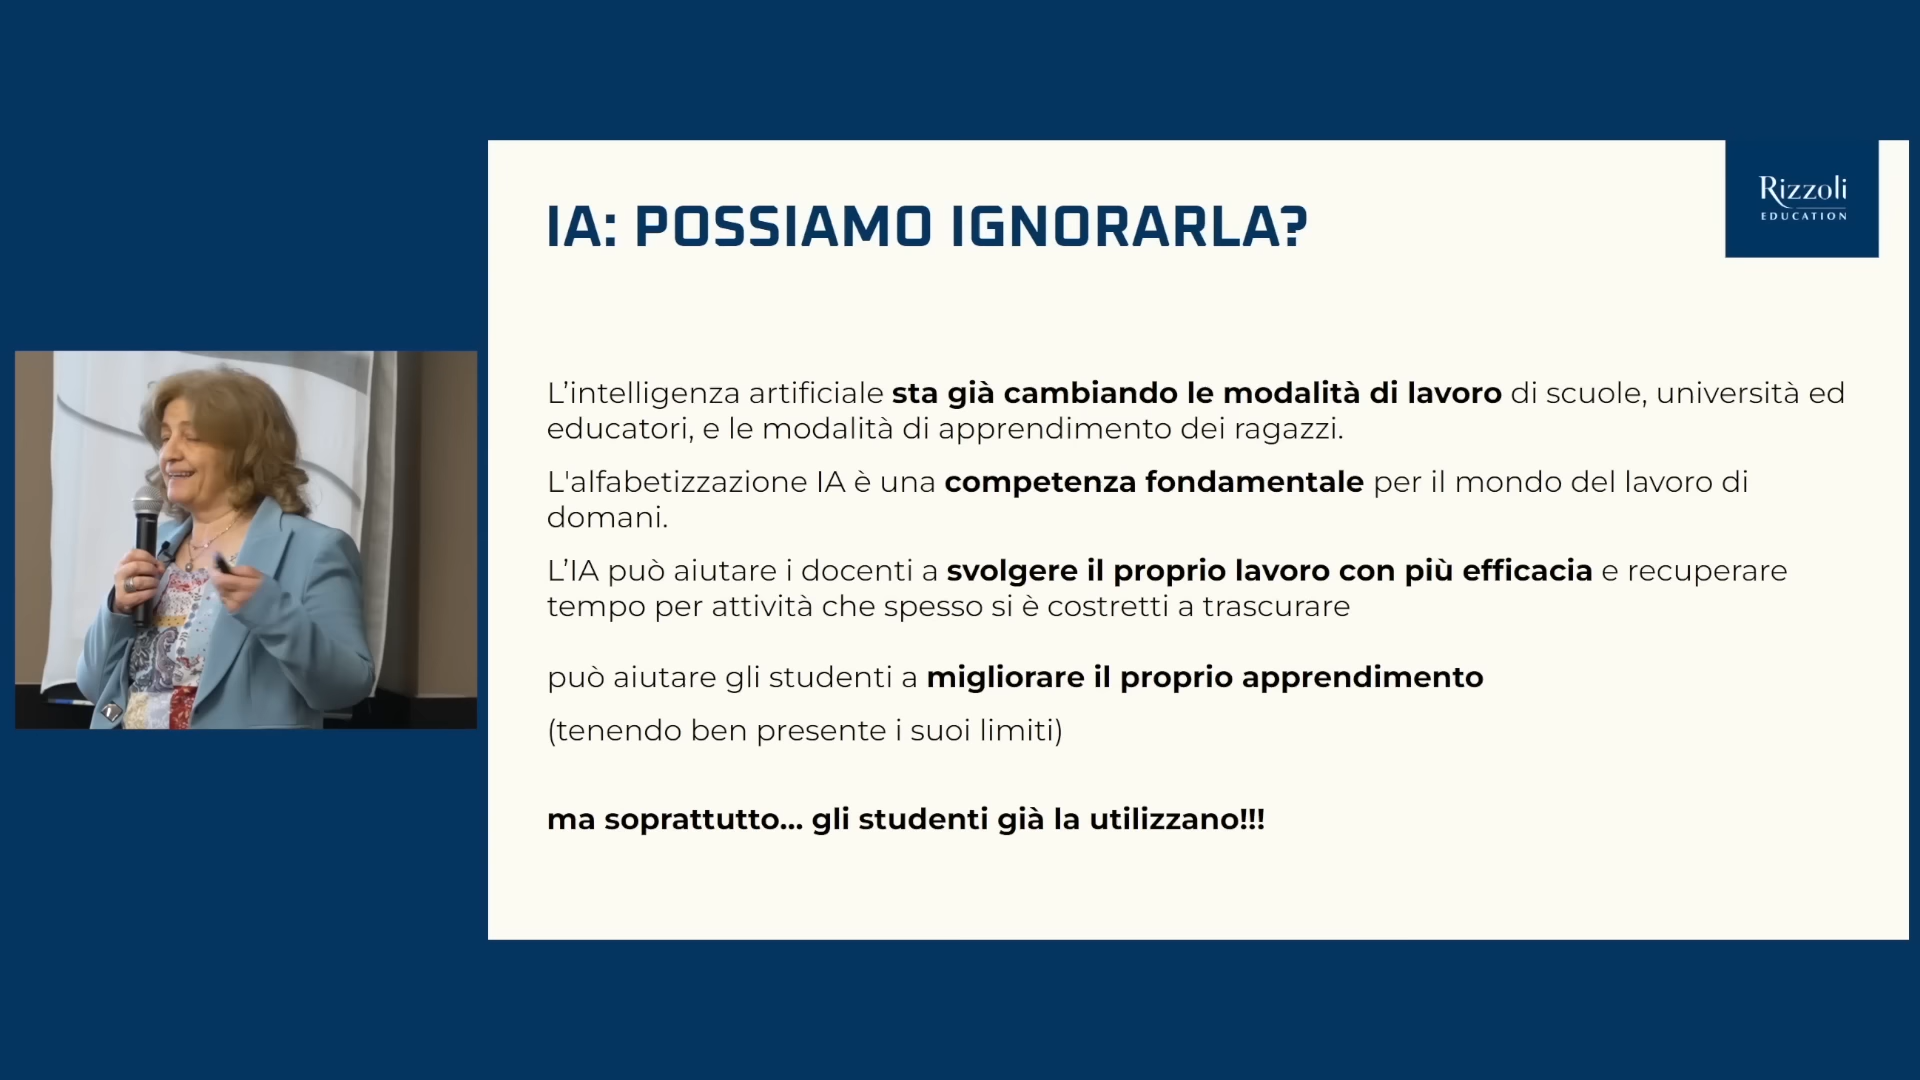 Rizzoli
EDUCATION
IA: POSSIAMO IGNORARLA?
L’intelligenza artificiale sta già cambiando le modalità di lavoro di scuole, università ed
educatori, e le modalità di apprendimento dei ragazzi.
L'alfabetizzazione IA è una competenza fondamentale per il mondo del lavoro di
domani.
L’IA può aiutare i docenti a svolgere il proprio lavoro con più efficacia e recuperare
tempo per attività che spesso si è costretti a trascurare
può aiutare gli studenti a migliorare il proprio apprendimento
(tenendo ben presente i suoi limiti)
ma soprattutto... gli studenti già la utilizzano!!!